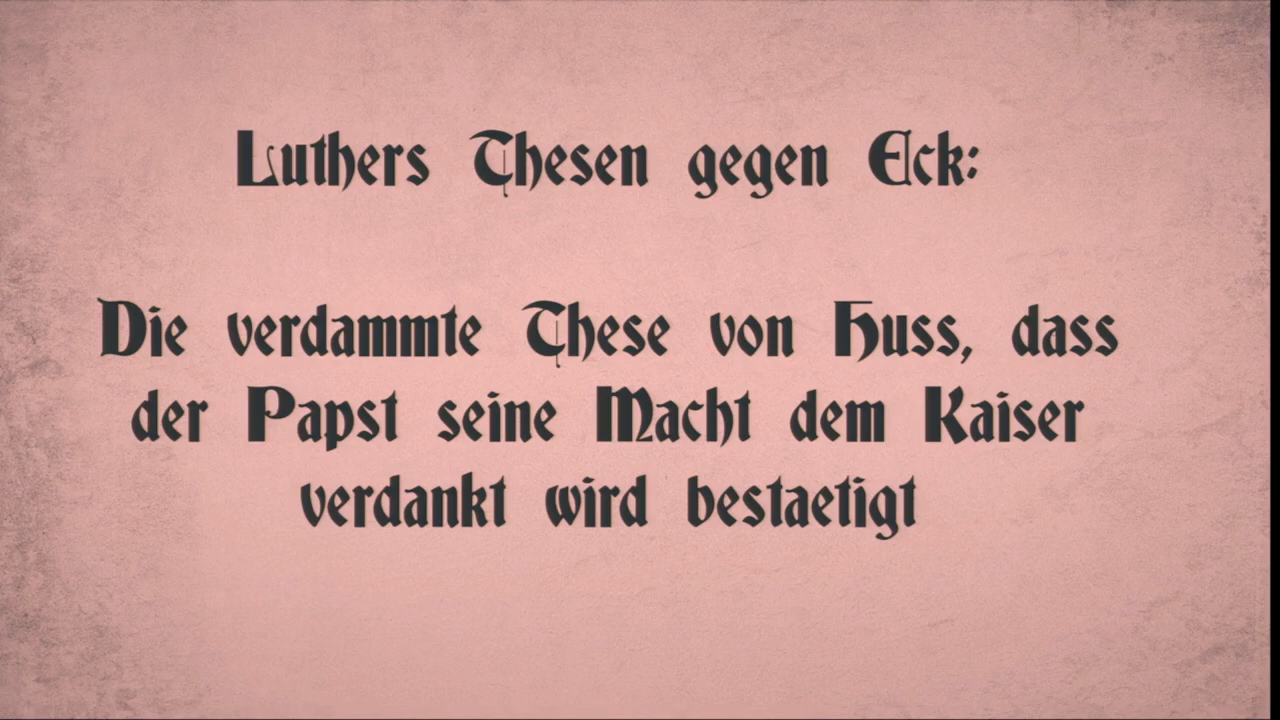 Luthers Thesen gegen Eck:
Die verdammte These von Huss, dass
der Papst seine Macht dem Kaiser
verdankt wird bestaetigt